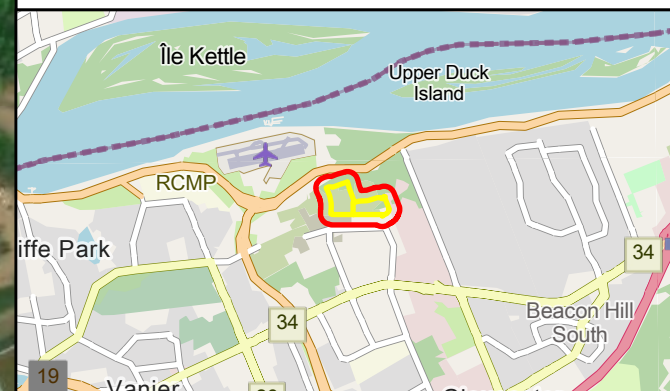 Île Kettle
Upper Duck
Island
RCMP
iffe Park
34
34
Beacon Hill
South
19
Vanier